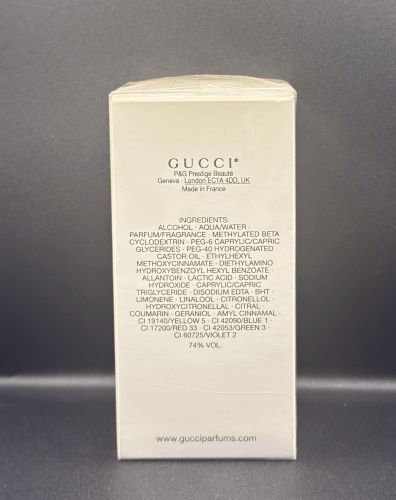 GUCCI®
P&G Prestige Beauté
Geneva · London EC1A 4DD, UK
Made in France
INGREDIENTS:
ALCOHOL · AQUA/WATER ·
PARFUM/FRAGRANCE · METHYLATED BETA
CYCLODEXTRIN · PEG-6 CAPRYLIC/CAPRIC
GLYCERIDES · PEG-40 HYDROGENATED
CASTOR OIL · ETHYLHEXYL
METHOXYCINNAMATE · DIETHYLAMINO
HYDROXYBENZOYL HEXYL BENZOATE ·
ALLANTOIN · LACTIC ACID · SODIUM
HYDROXIDE · CAPRYLIC/CAPRIC
TRIGLYCERIDE · DISODIUM EDTA · BHT ·
LIMONENE · LINALOOL · CITRONELLOL ·
HYDROXYCITRONELLAL · CITRAL ·
COUMARIN · GERANIOL · AMYL CINNAMAL ·
CI 19140/YELLOW 5 · CI 42090/BLUE 1 ·
CI 17200/RED 33 · CI 42053/GREEN 3 ·
CI 60725/VIOLET 2
74% VOL.
www.gucciparfums.com